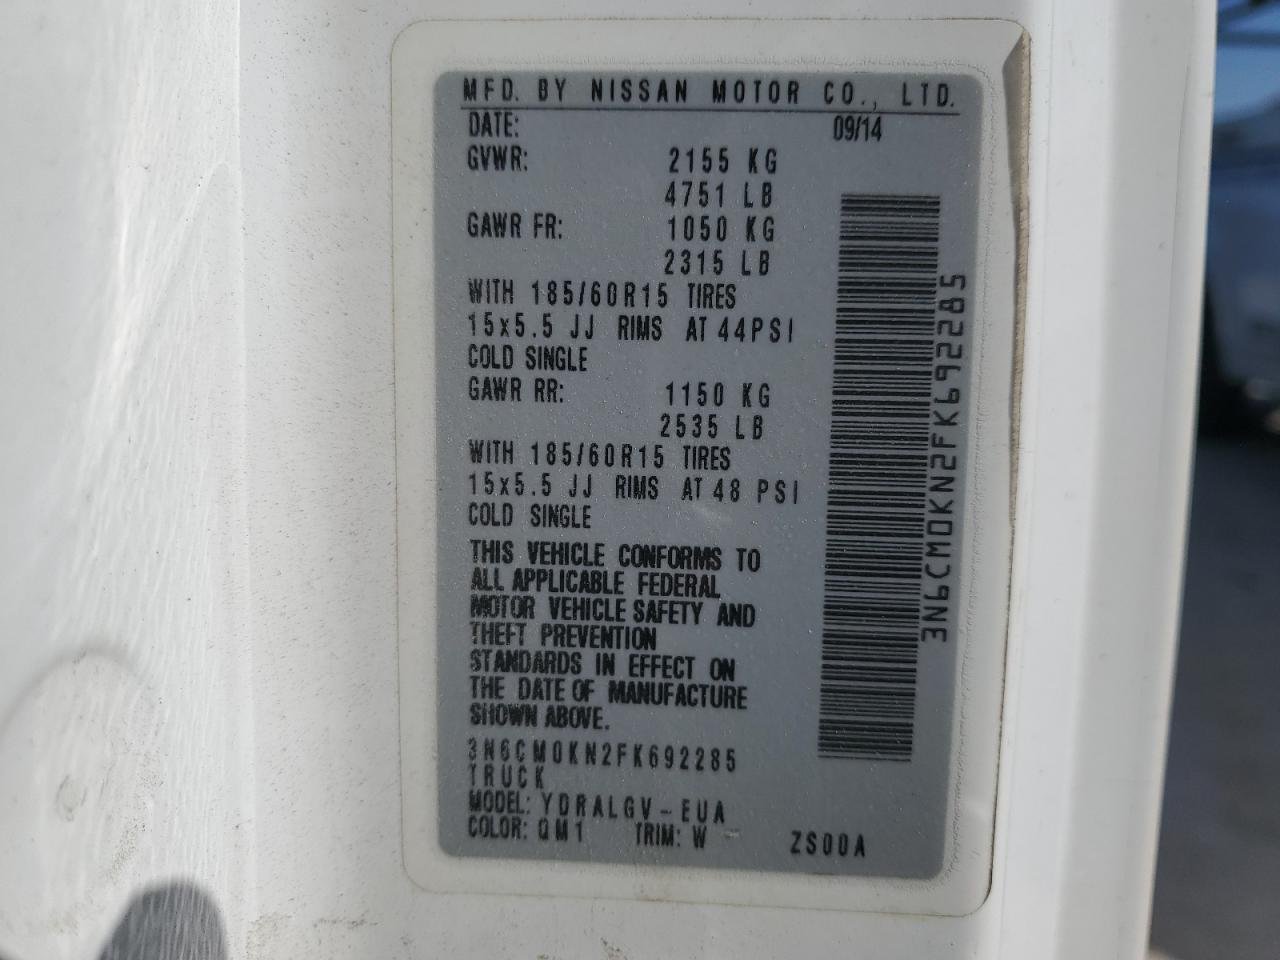 MFD. BY NISSAN MOTOR CO., LTD.
DATE: 09/14
GVWR: 2155 KG
4751 LB
GAWR FR: 1050 KG
2315 LB
WITH 185/60R15 TIRES
15x5.5 JJ RIMS AT 44PSI
COLD SINGLE
GAWR RR: 1150 KG
2535 LB
WITH 185/60R15 TIRES
15x5.5 JJ RIMS AT 48 PSI
COLD SINGLE
THIS VEHICLE CONFORMS TO
ALL APPLICABLE FEDERAL
MOTOR VEHICLE SAFETY AND
THEFT PREVENTION
STANDARDS IN EFFECT ON
THE DATE OF MANUFACTURE
SHOWN ABOVE.
3N6CM0KN2FK692285
TRUCK
MODEL: YDRALGV-EUA
COLOR: QM1 TRIM: W - ZS00A
3N6CM0KN2FK692285